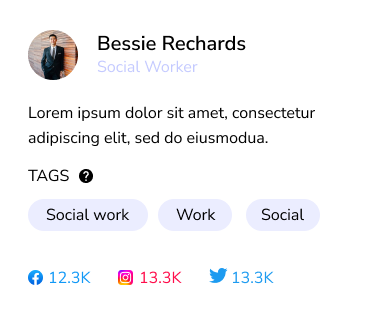 Bessie Rechards
Social Worker
Lorem ipsum dolor sit amet, consectetur
adipiscing elit, sed do eiusmodua.
TAGS
Social work Work Social
12.3K 13.3K 13.3K